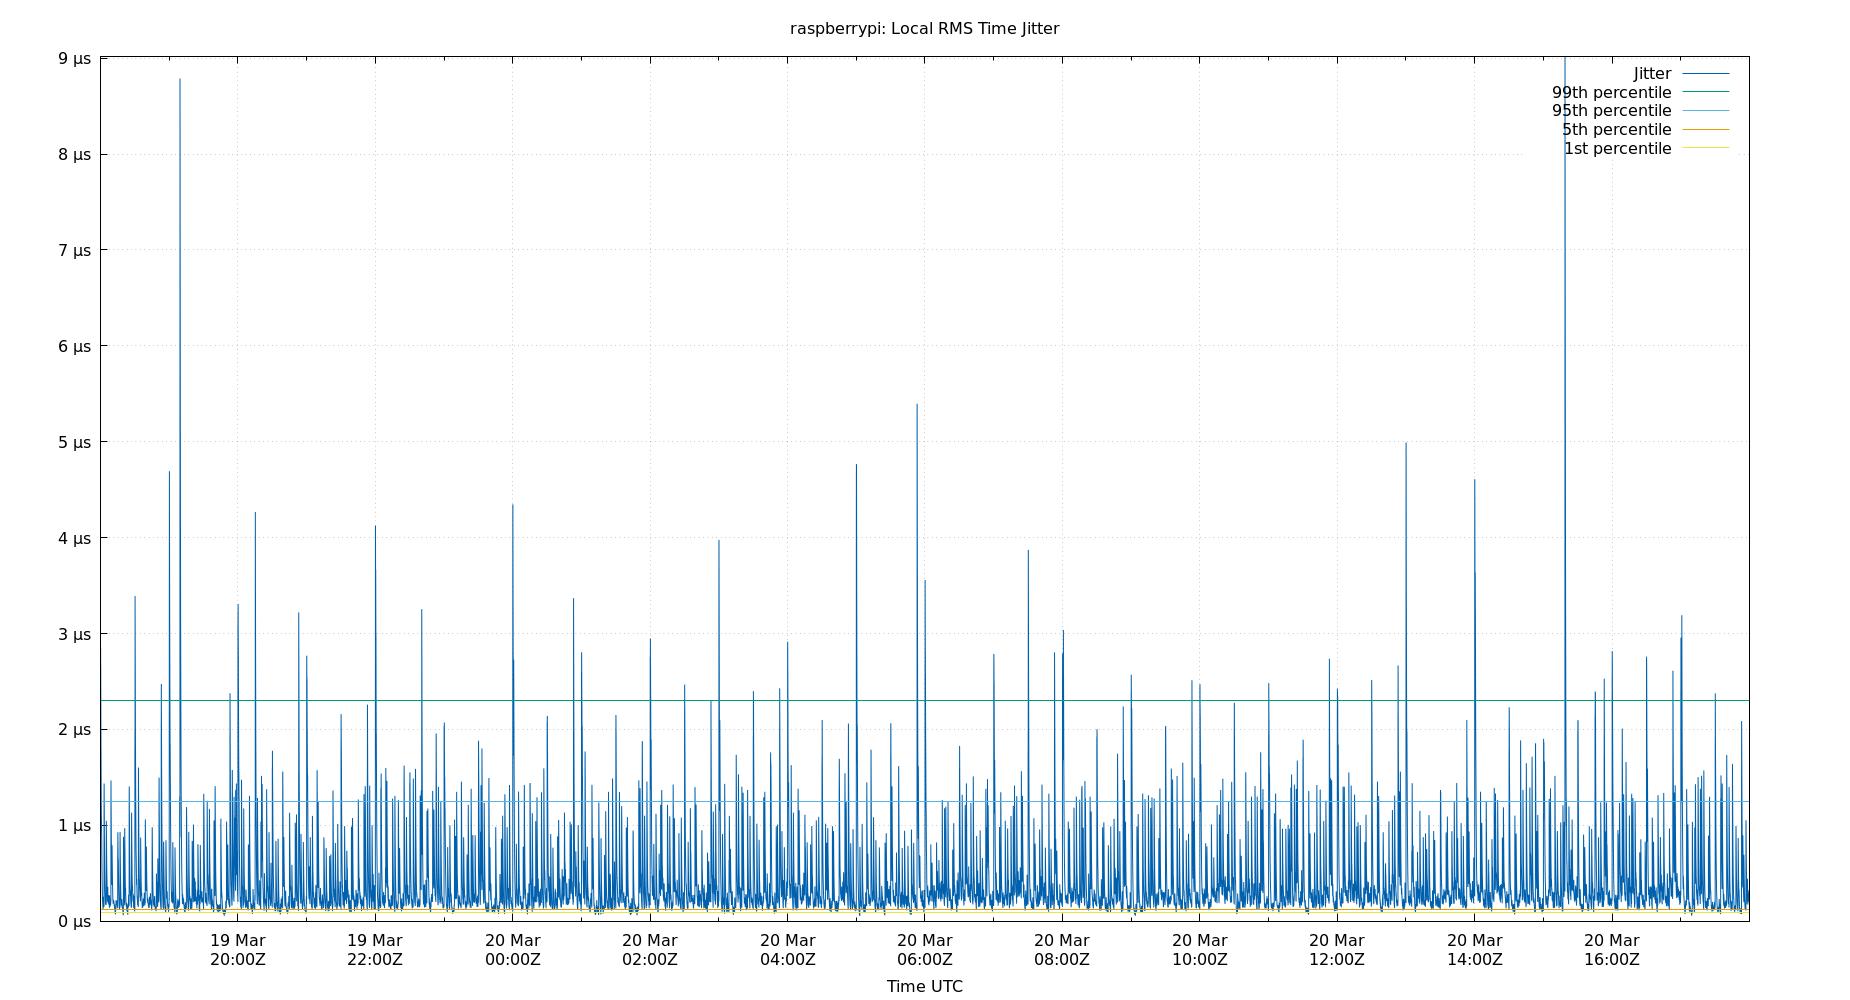 raspberrypi: Local RMS Time Jitter
9 µs
8 µs
7 µs
6 µs
5 µs
4 µs
3 µs
2 µs
1 µs
0 µs
Jitter
99th percentile
95th percentile
5th percentile
1st percentile
19 Mar
20:00Z
19 Mar
22:00Z
20 Mar
00:00Z
20 Mar
02:00Z
20 Mar
04:00Z
20 Mar
06:00Z
20 Mar
08:00Z
20 Mar
10:00Z
20 Mar
12:00Z
20 Mar
14:00Z
20 Mar
16:00Z
Time UTC